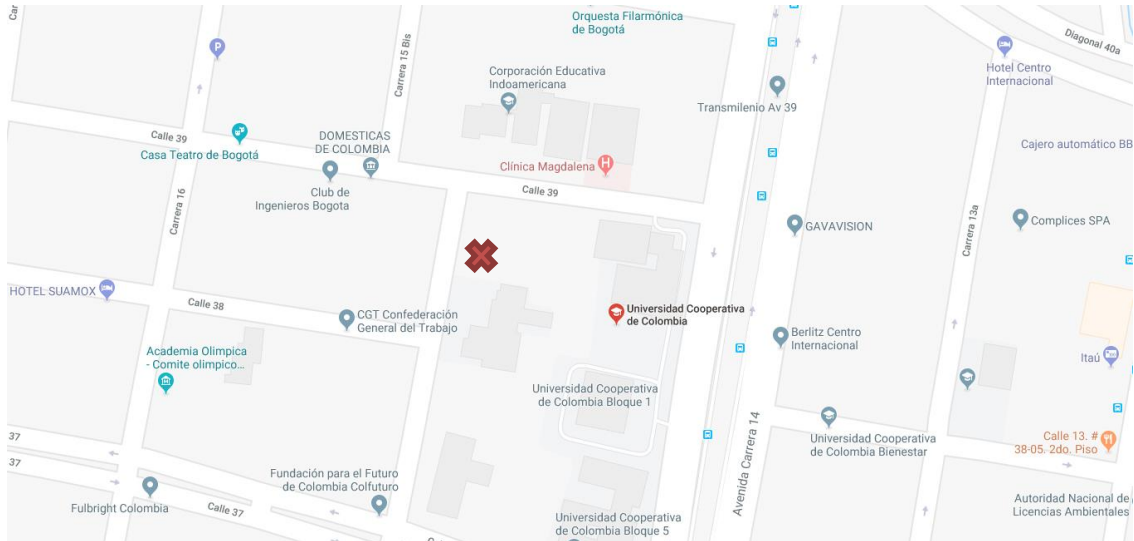 Car
Orquesta Filarmónica
de Bogotá
Diagonal 40a
P
Carrera 15 Bis
Corporación Educativa
Indoamericana
Hotel Centro
Internacional
Transmilenio Av 39
Calle 39
DOMESTICAS
DE COLOMBIA
Casa Teatro de Bogotá
Clínica Magdalena
H
Cajero automático BB
Club de
Ingenieros Bogota
Calle 39
Carrera 16
Carrera 13a
GAVAVISION
Complices SPA
HOTEL SUAMOX
Calle 38
CGT Confederación
General del Trabajo
Universidad Cooperativa
de Colombia
Berlitz Centro
Internacional
Academia Olimpica
- Comite olimpico...
Itaú
Universidad Cooperativa
de Colombia Bloque 1
Avenida Carrera 14
Universidad Cooperativa
de Colombia Bienestar
Calle 13. #
38-05. 2do. Piso
37
37
Fundación para el Futuro
de Colombia Colfuturo
Fulbright Colombia
Calle 37
Autoridad Nacional de
Licencias Ambientales
Universidad Cooperativa
de Colombia Bloque 5